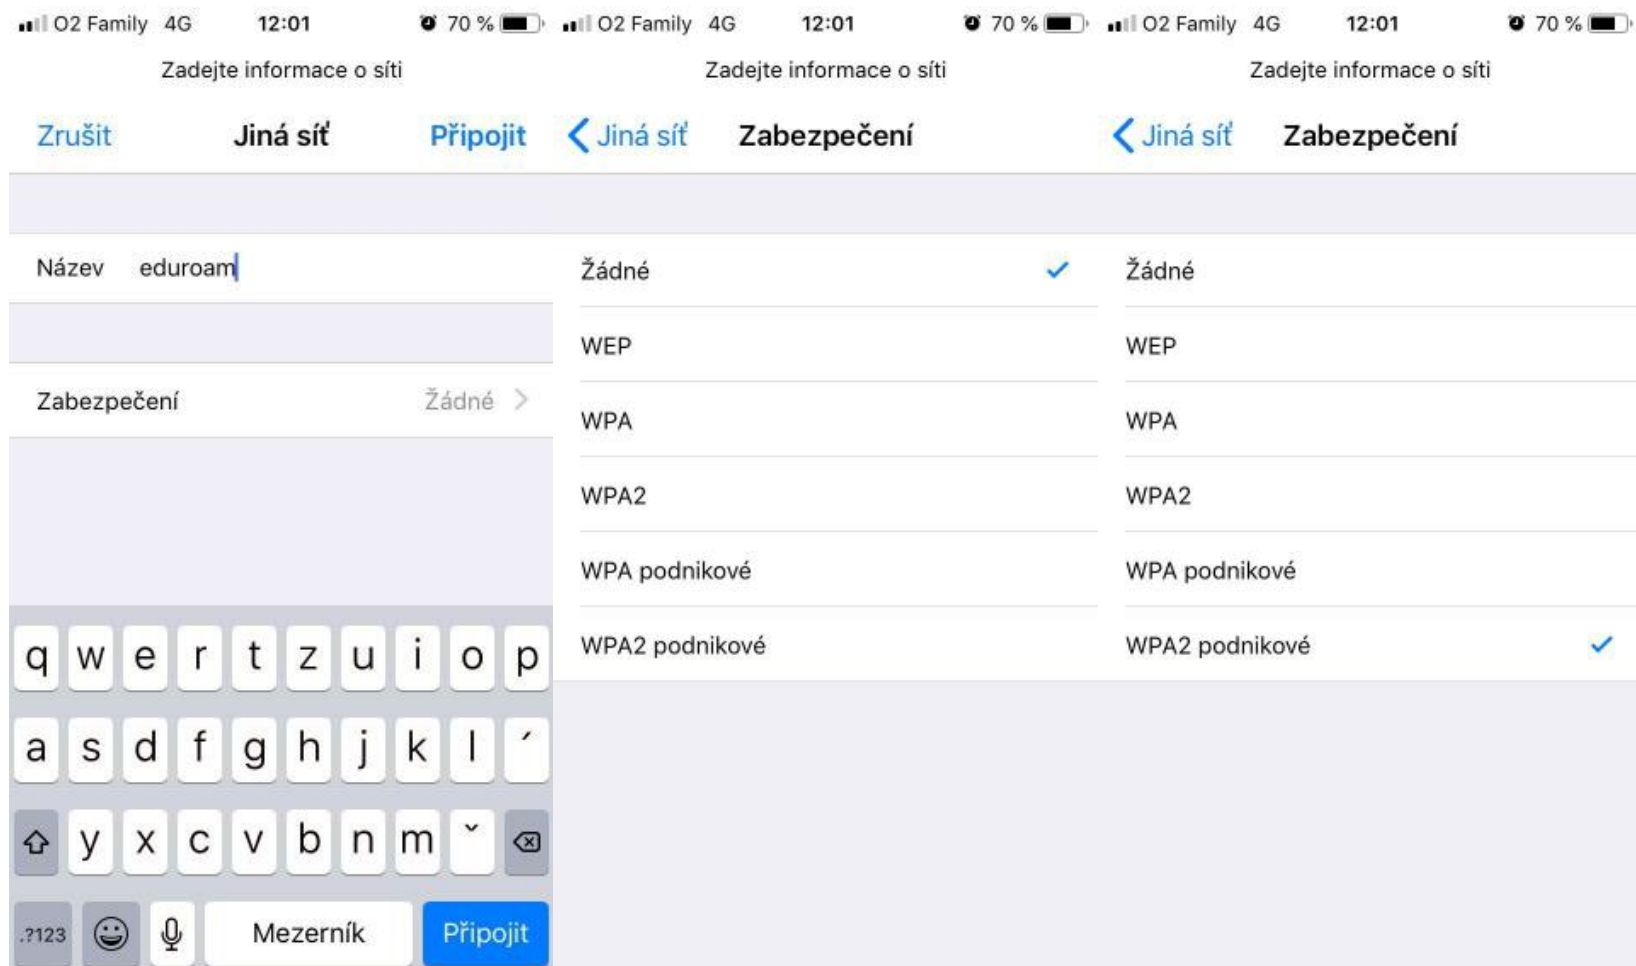 O2 Family 4G 12:01 70 %
Zadejte informace o síti
Zrušit Jiná síť Připojit
Název eduroam
Zabezpečení Žádné
q w e r t z u i o p
a s d f g h j k l ´
y x c v b n m ˇ
.?123 Mezerník Připojit
O2 Family 4G 12:01 70 %
Zadejte informace o síti
Jiná síť Zabezpečení
Žádné
WEP
WPA
WPA2
WPA podnikové
WPA2 podnikové
O2 Family 4G 12:01 70 %
Zadejte informace o síti
Jiná síť Zabezpečení
Žádné
WEP
WPA
WPA2
WPA podnikové
WPA2 podnikové